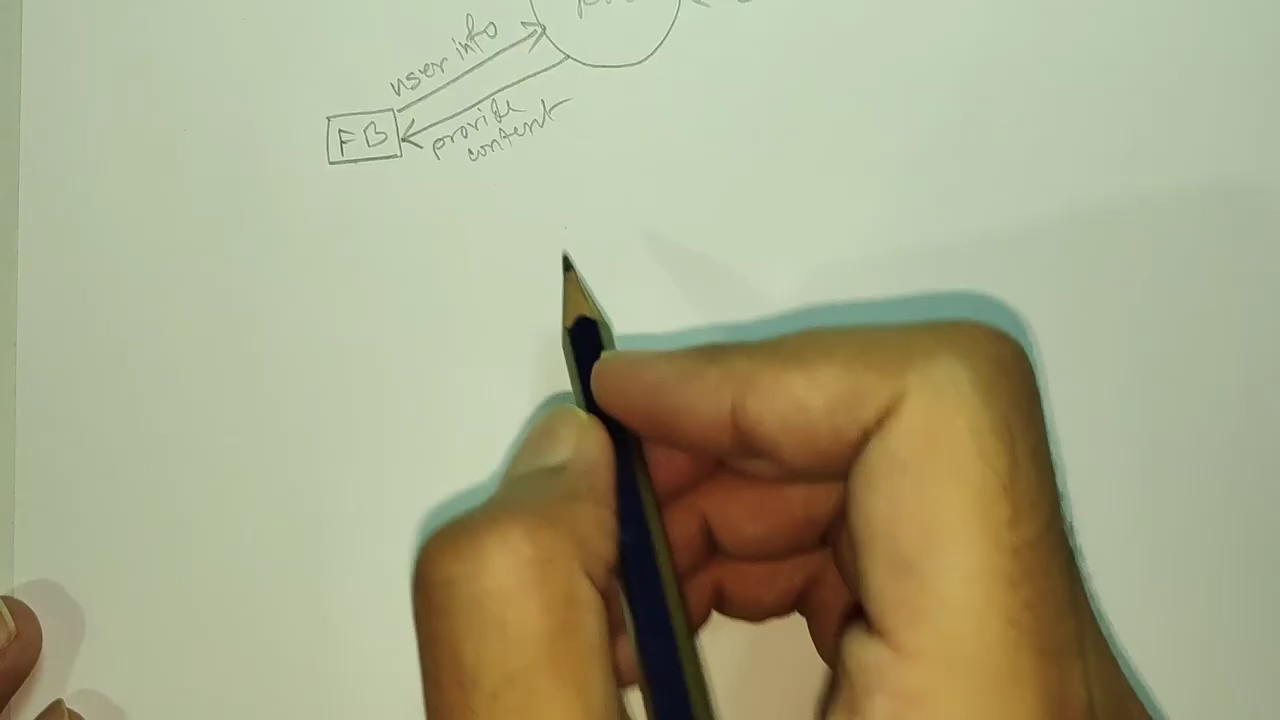 user info
FB
provide
content